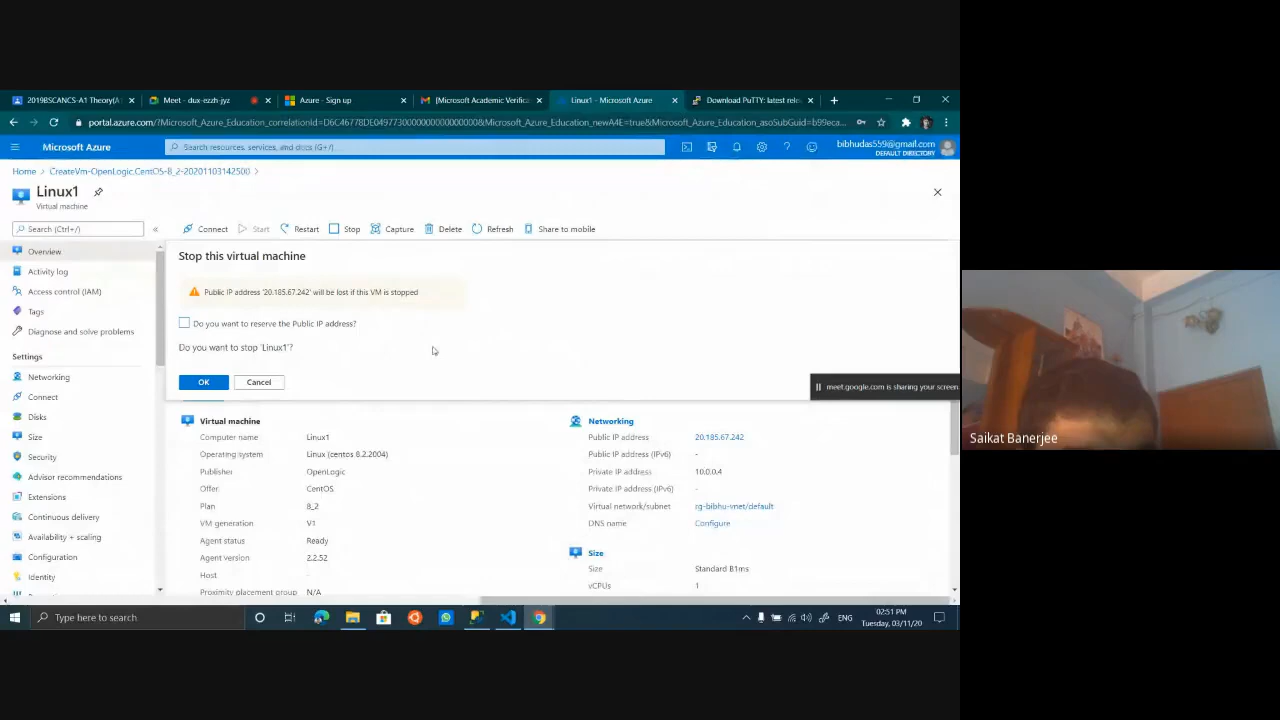 2019BSCANCS-A1 Theory(A
Meet - dux-ezzh-jyz
Azure - Sign up
[Microsoft Academic Verifica
Linux1 - Microsoft Azure
Download PuTTY: latest rele
portal.azure.com/?Microsoft_Azure_Education_correlationId=
Microsoft Azure
Search resources, services, and docs (G+/)
bibhudas559@gmail.com
DEFAULT DIRECTORY
Home > CreateVm-OpenLogic.CentOS-8_2-20201103142500 >
Linux1
Virtual machine
Search (Ctrl+/)
«
Connect
Start
Restart
Stop
Capture
Delete
Refresh
Share to mobile
Overview
Activity log
Access control (IAM)
Tags
Diagnose and solve problems
Settings
Networking
Connect
Disks
Size
Security
Advisor recommendations
Extensions
Continuous delivery
Availability + scaling
Configuration
Identity
Stop this virtual machine
Public IP address '20.185.67.242' will be lost if this VM is stopped
Do you want to reserve the Public IP address?
Do you want to stop 'Linux1'?
OK
Cancel
meet.google.com is sharing your screen.
Virtual machine
Computer name Linux1
Operating system Linux (centos 8.2.2004)
Publisher OpenLogic
Offer CentOS
Plan 8_2
VM generation V1
Agent status Ready
Agent version 2.2.52
Host -
Proximity placement group N/A
Networking
Public IP address 20.185.67.242
Public IP address (IPv6) -
Private IP address 10.0.0.4
Private IP address (IPv6) -
Virtual network/subnet rg-bibhu-vnet/default
DNS name Configure
Size
Size Standard B1ms
vCPUs 1
Type here to search
ENG
02:51 PM
Tuesday, 03/11/20
Saikat Banerjee